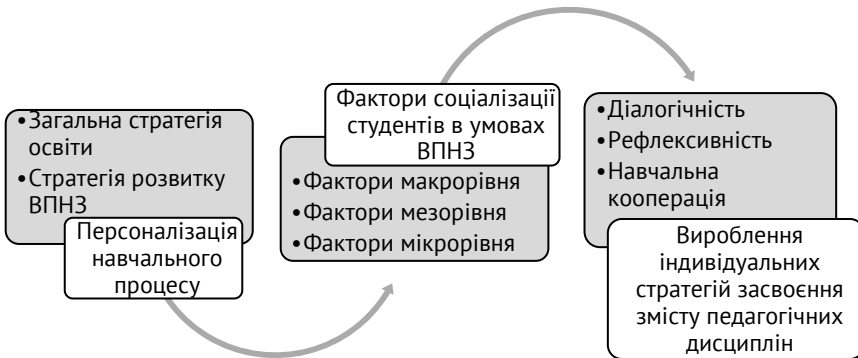 •Загальна стратегія
освіти
•Стратегія розвитку
ВПНЗ
Персоналізація
навчального
процесу
Фактори соціалізації
студентів в умовах
ВПНЗ
•Фактори макрорівня
•Фактори мезорівня
•Фактори мікрорівня
•Діалогічність
•Рефлексивність
•Навчальна
кооперація
Вироблення
індивідуальних
стратегій засвоєння
змісту педагогічних
дисциплін